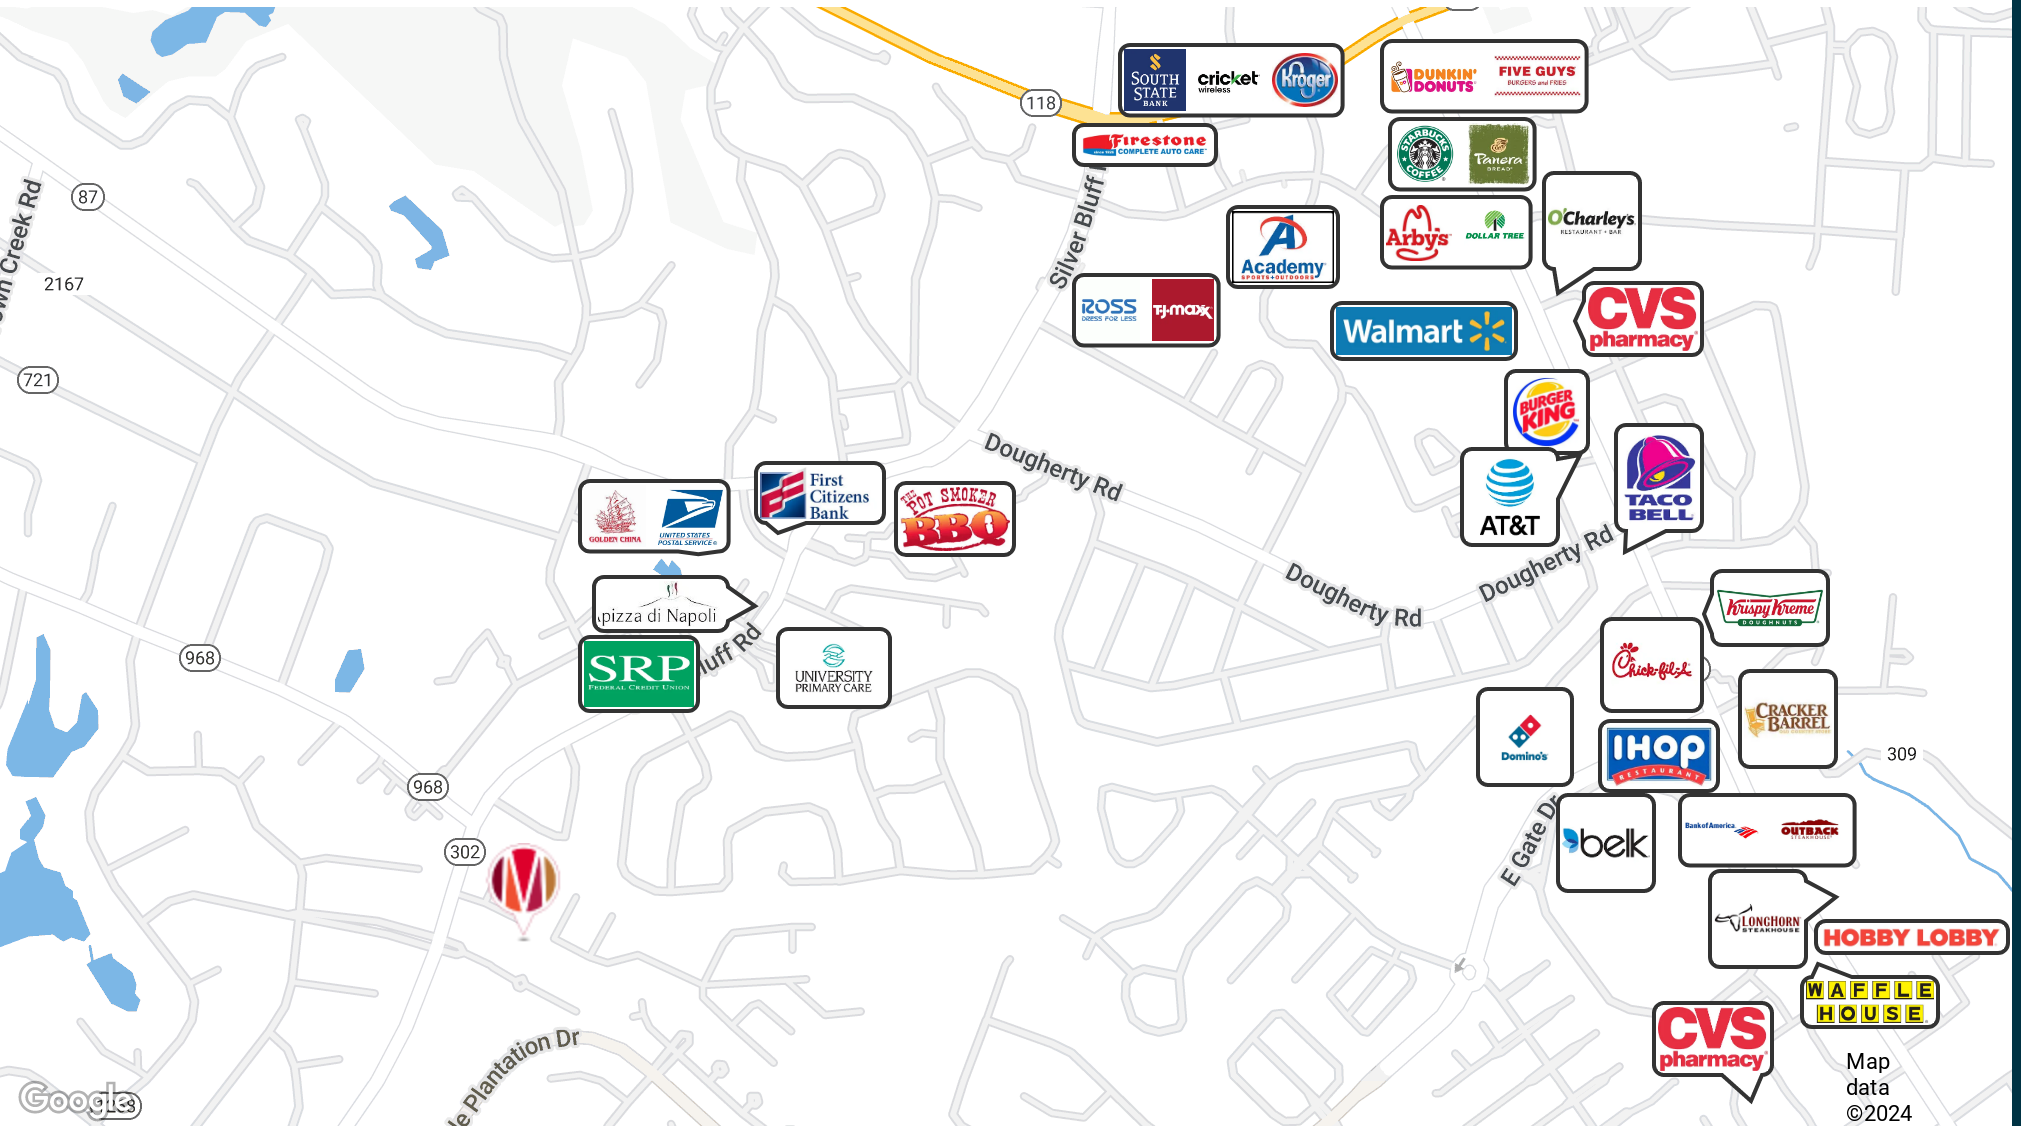 SOUTH
STATE
BANK
cricket
wireless
Kroger
DUNKIN'
DONUTS
FIVE GUYS
BURGERS and FRIES
118
Firestone
COMPLETE AUTO CARE
STARBUCKS
COFFEE
Panera
BREAD
87
Silver Bluff
O'Charley's
RESTAURANT + BAR
Arby's
DOLLAR TREE
Academy
SPORTS+OUTDOORS
own Creek Rd
2167
ROSS
DRESS FOR LESS
T.J.maxx
Walmart
CVS
pharmacy
721
BURGER
KING
Dougherty Rd
TACO
BELL
AT&T
First
Citizens
Bank
THE
POT SMOKER
BBQ
GOLDEN CHINA
UNITED STATES
POSTAL SERVICE
Dougherty Rd
Dougherty Rd
pizza di Napoli
Krispy Kreme
DOUGHNUTS
968
SRP
FEDERAL CREDIT UNION
luff Rd
UNIVERSITY
PRIMARY CARE
Chick-fil-A
CRACKER
BARREL
Domino's
IHOP
RESTAURANT
309
968
E Gate Dr
belk
Bank of America
OUTBACK
STEAKHOUSE
302
M
LONGHORN
STEAKHOUSE
HOBBY LOBBY
WAFFLE
HOUSE
CVS
pharmacy
le Plantation Dr
Google
Map
data
©2024